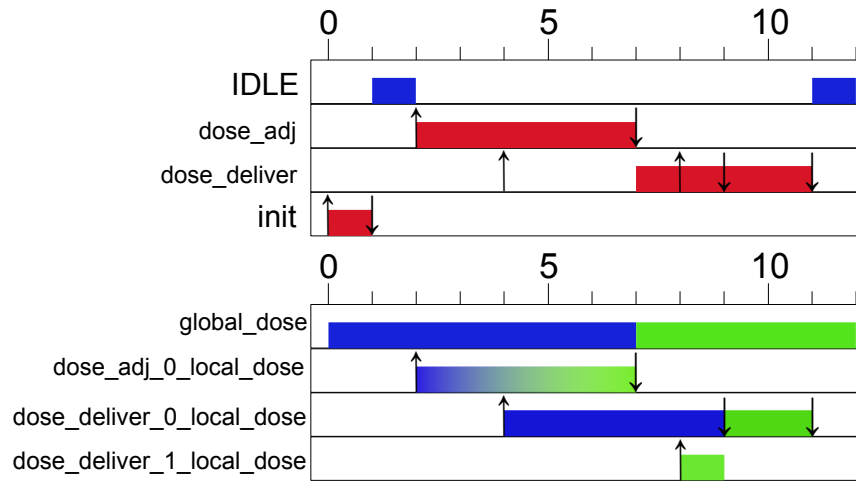 0 5 10
IDLE
dose_adj
dose_deliver
init
0 5 10
global_dose
dose_adj_0_local_dose
dose_deliver_0_local_dose
dose_deliver_1_local_dose